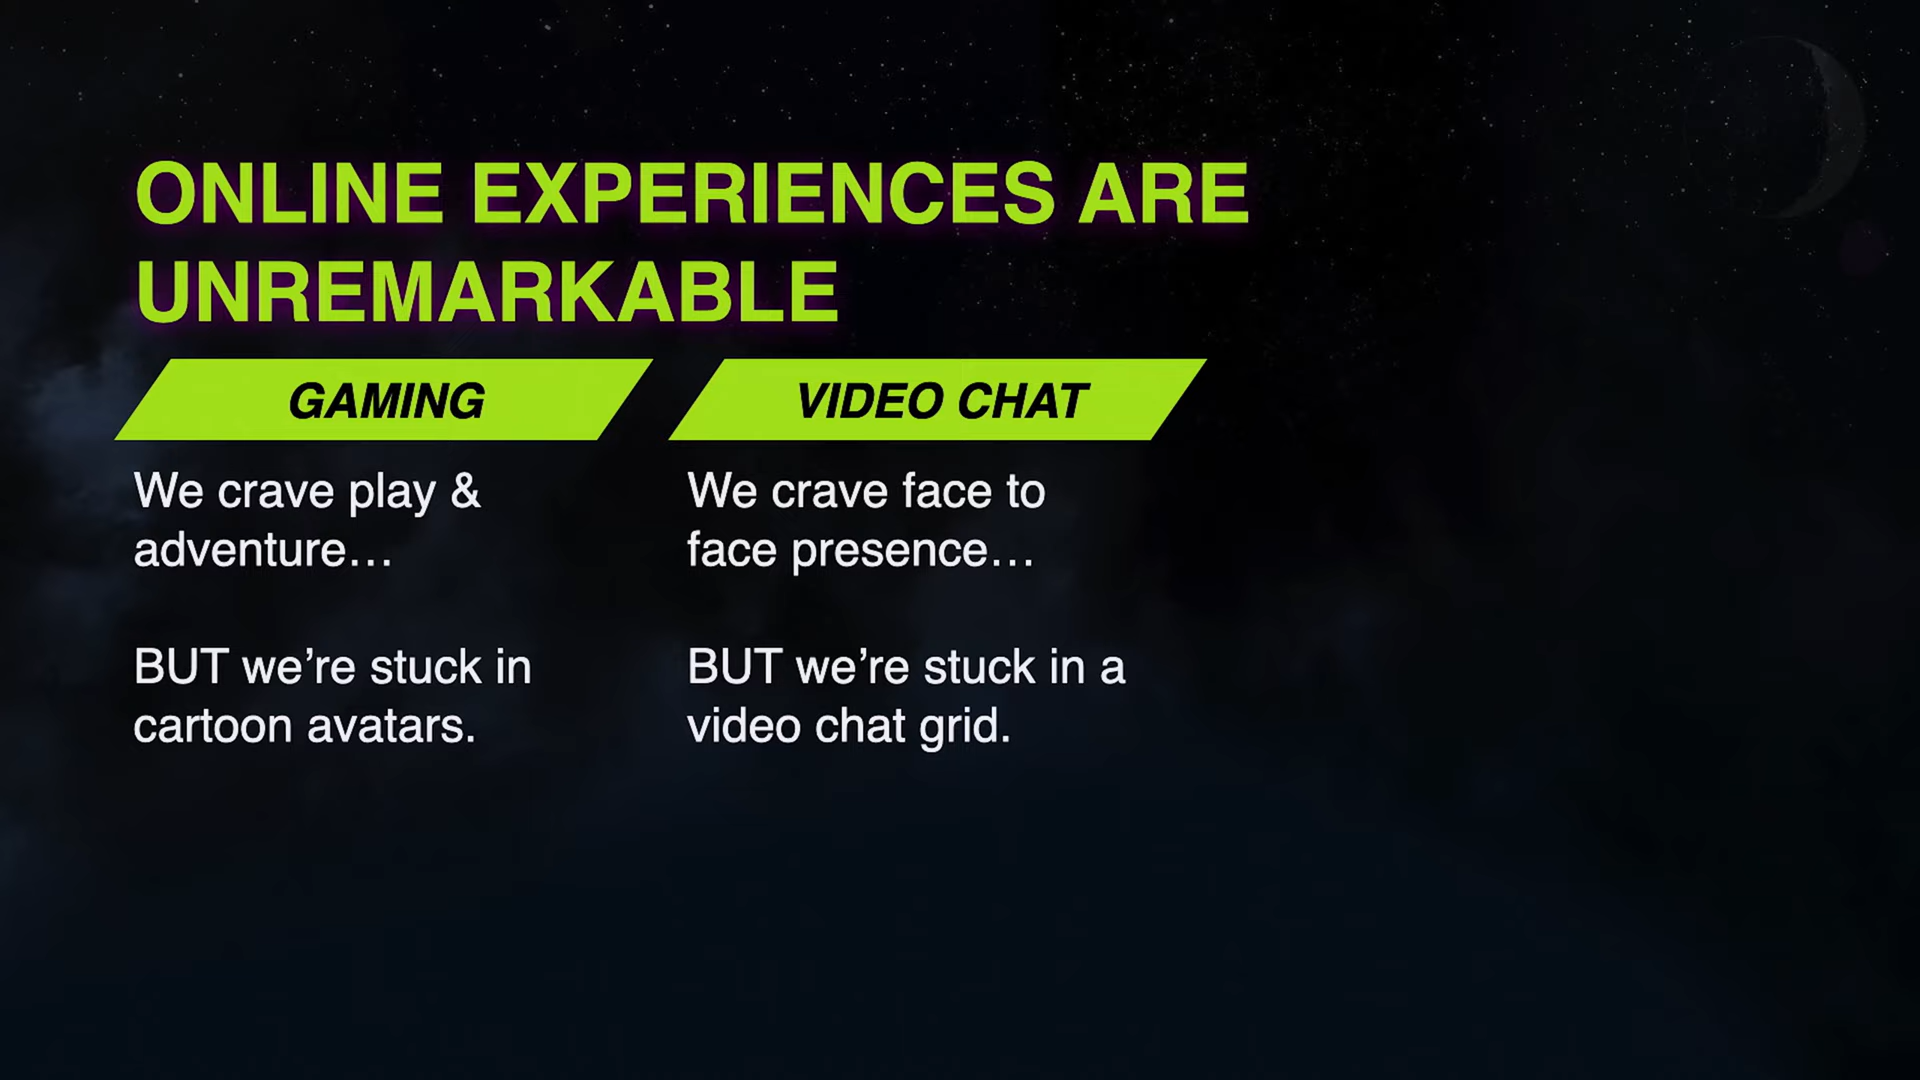 ONLINE EXPERIENCES ARE
UNREMARKABLE
GAMING
We crave play &
adventure…
BUT we’re stuck in
cartoon avatars.
VIDEO CHAT
We crave face to
face presence…
BUT we’re stuck in a
video chat grid.